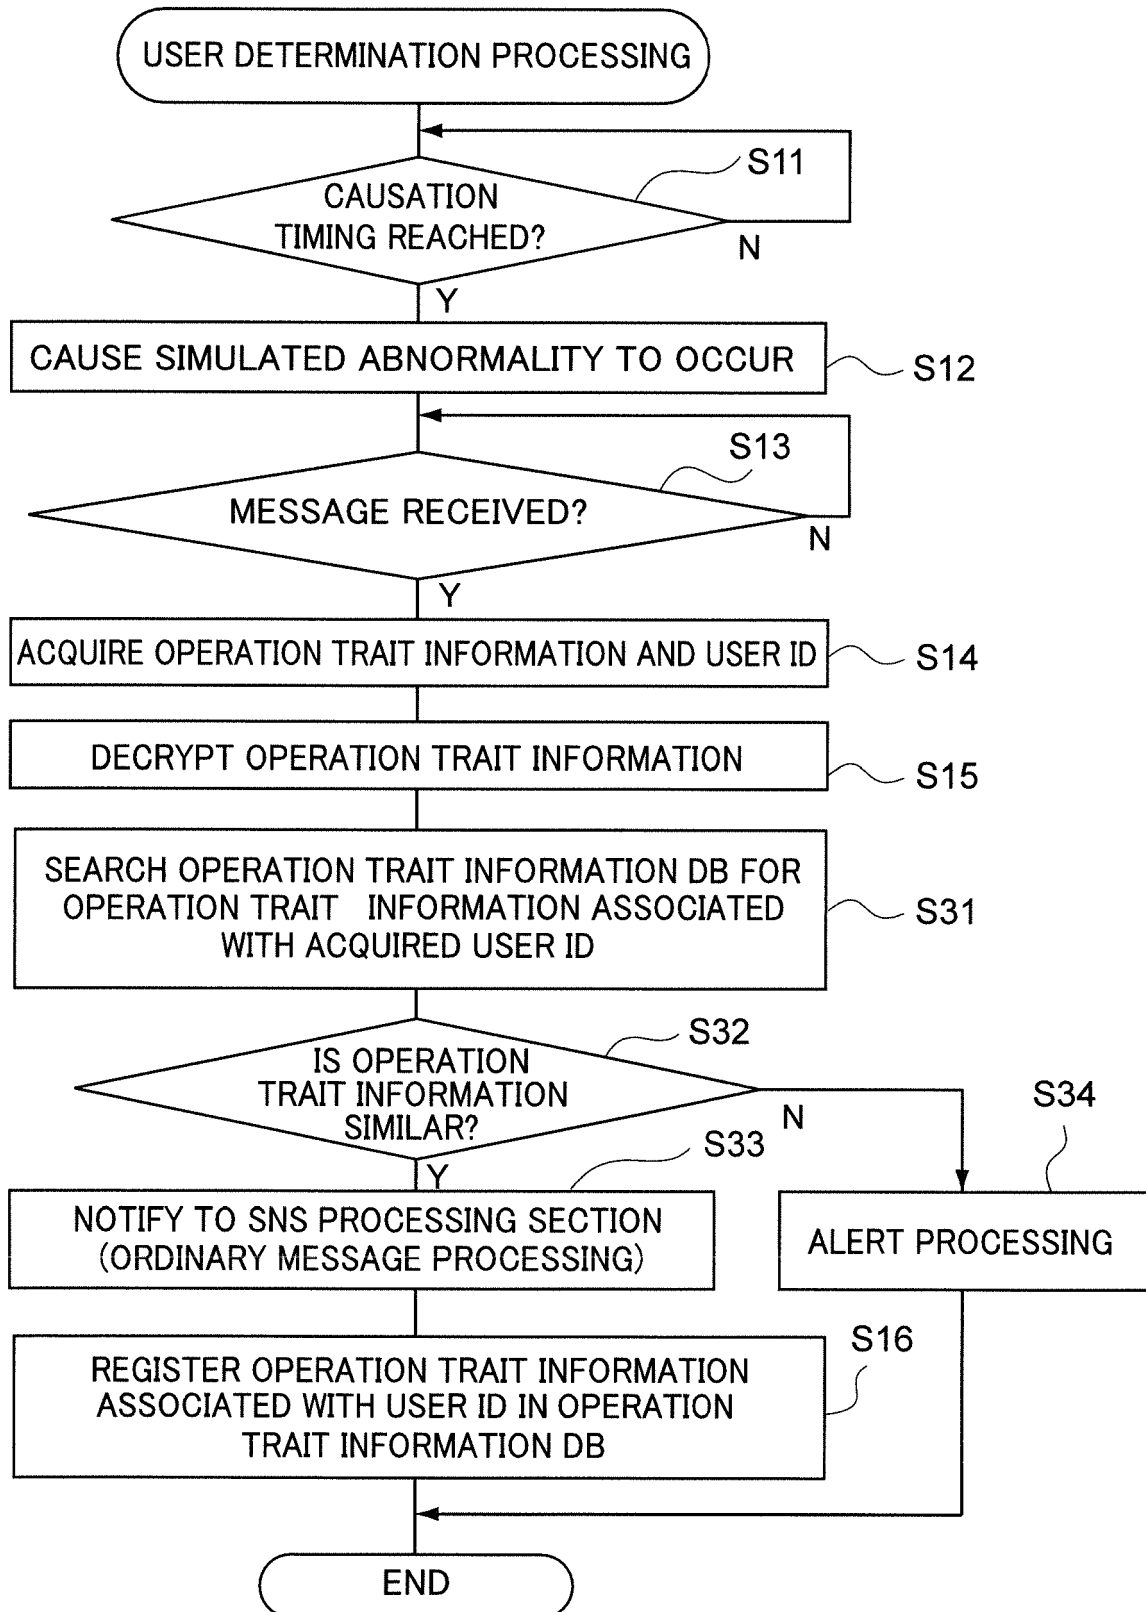 USER DETERMINATION PROCESSING
S11
CAUSATION
TIMING REACHED?
N
Y
CAUSE SIMULATED ABNORMALITY TO OCCUR
S12
S13
MESSAGE RECEIVED?
N
Y
ACQUIRE OPERATION TRAIT INFORMATION AND USER ID
S14
DECRYPT OPERATION TRAIT INFORMATION
S15
SEARCH OPERATION TRAIT INFORMATION DB FOR
OPERATION TRAIT INFORMATION ASSOCIATED
WITH ACQUIRED USER ID
S31
S32
IS OPERATION
TRAIT INFORMATION
SIMILAR?
N
S34
S33
Y
NOTIFY TO SNS PROCESSING SECTION
(ORDINARY MESSAGE PROCESSING)
ALERT PROCESSING
S16
REGISTER OPERATION TRAIT INFORMATION
ASSOCIATED WITH USER ID IN OPERATION
TRAIT INFORMATION DB
END